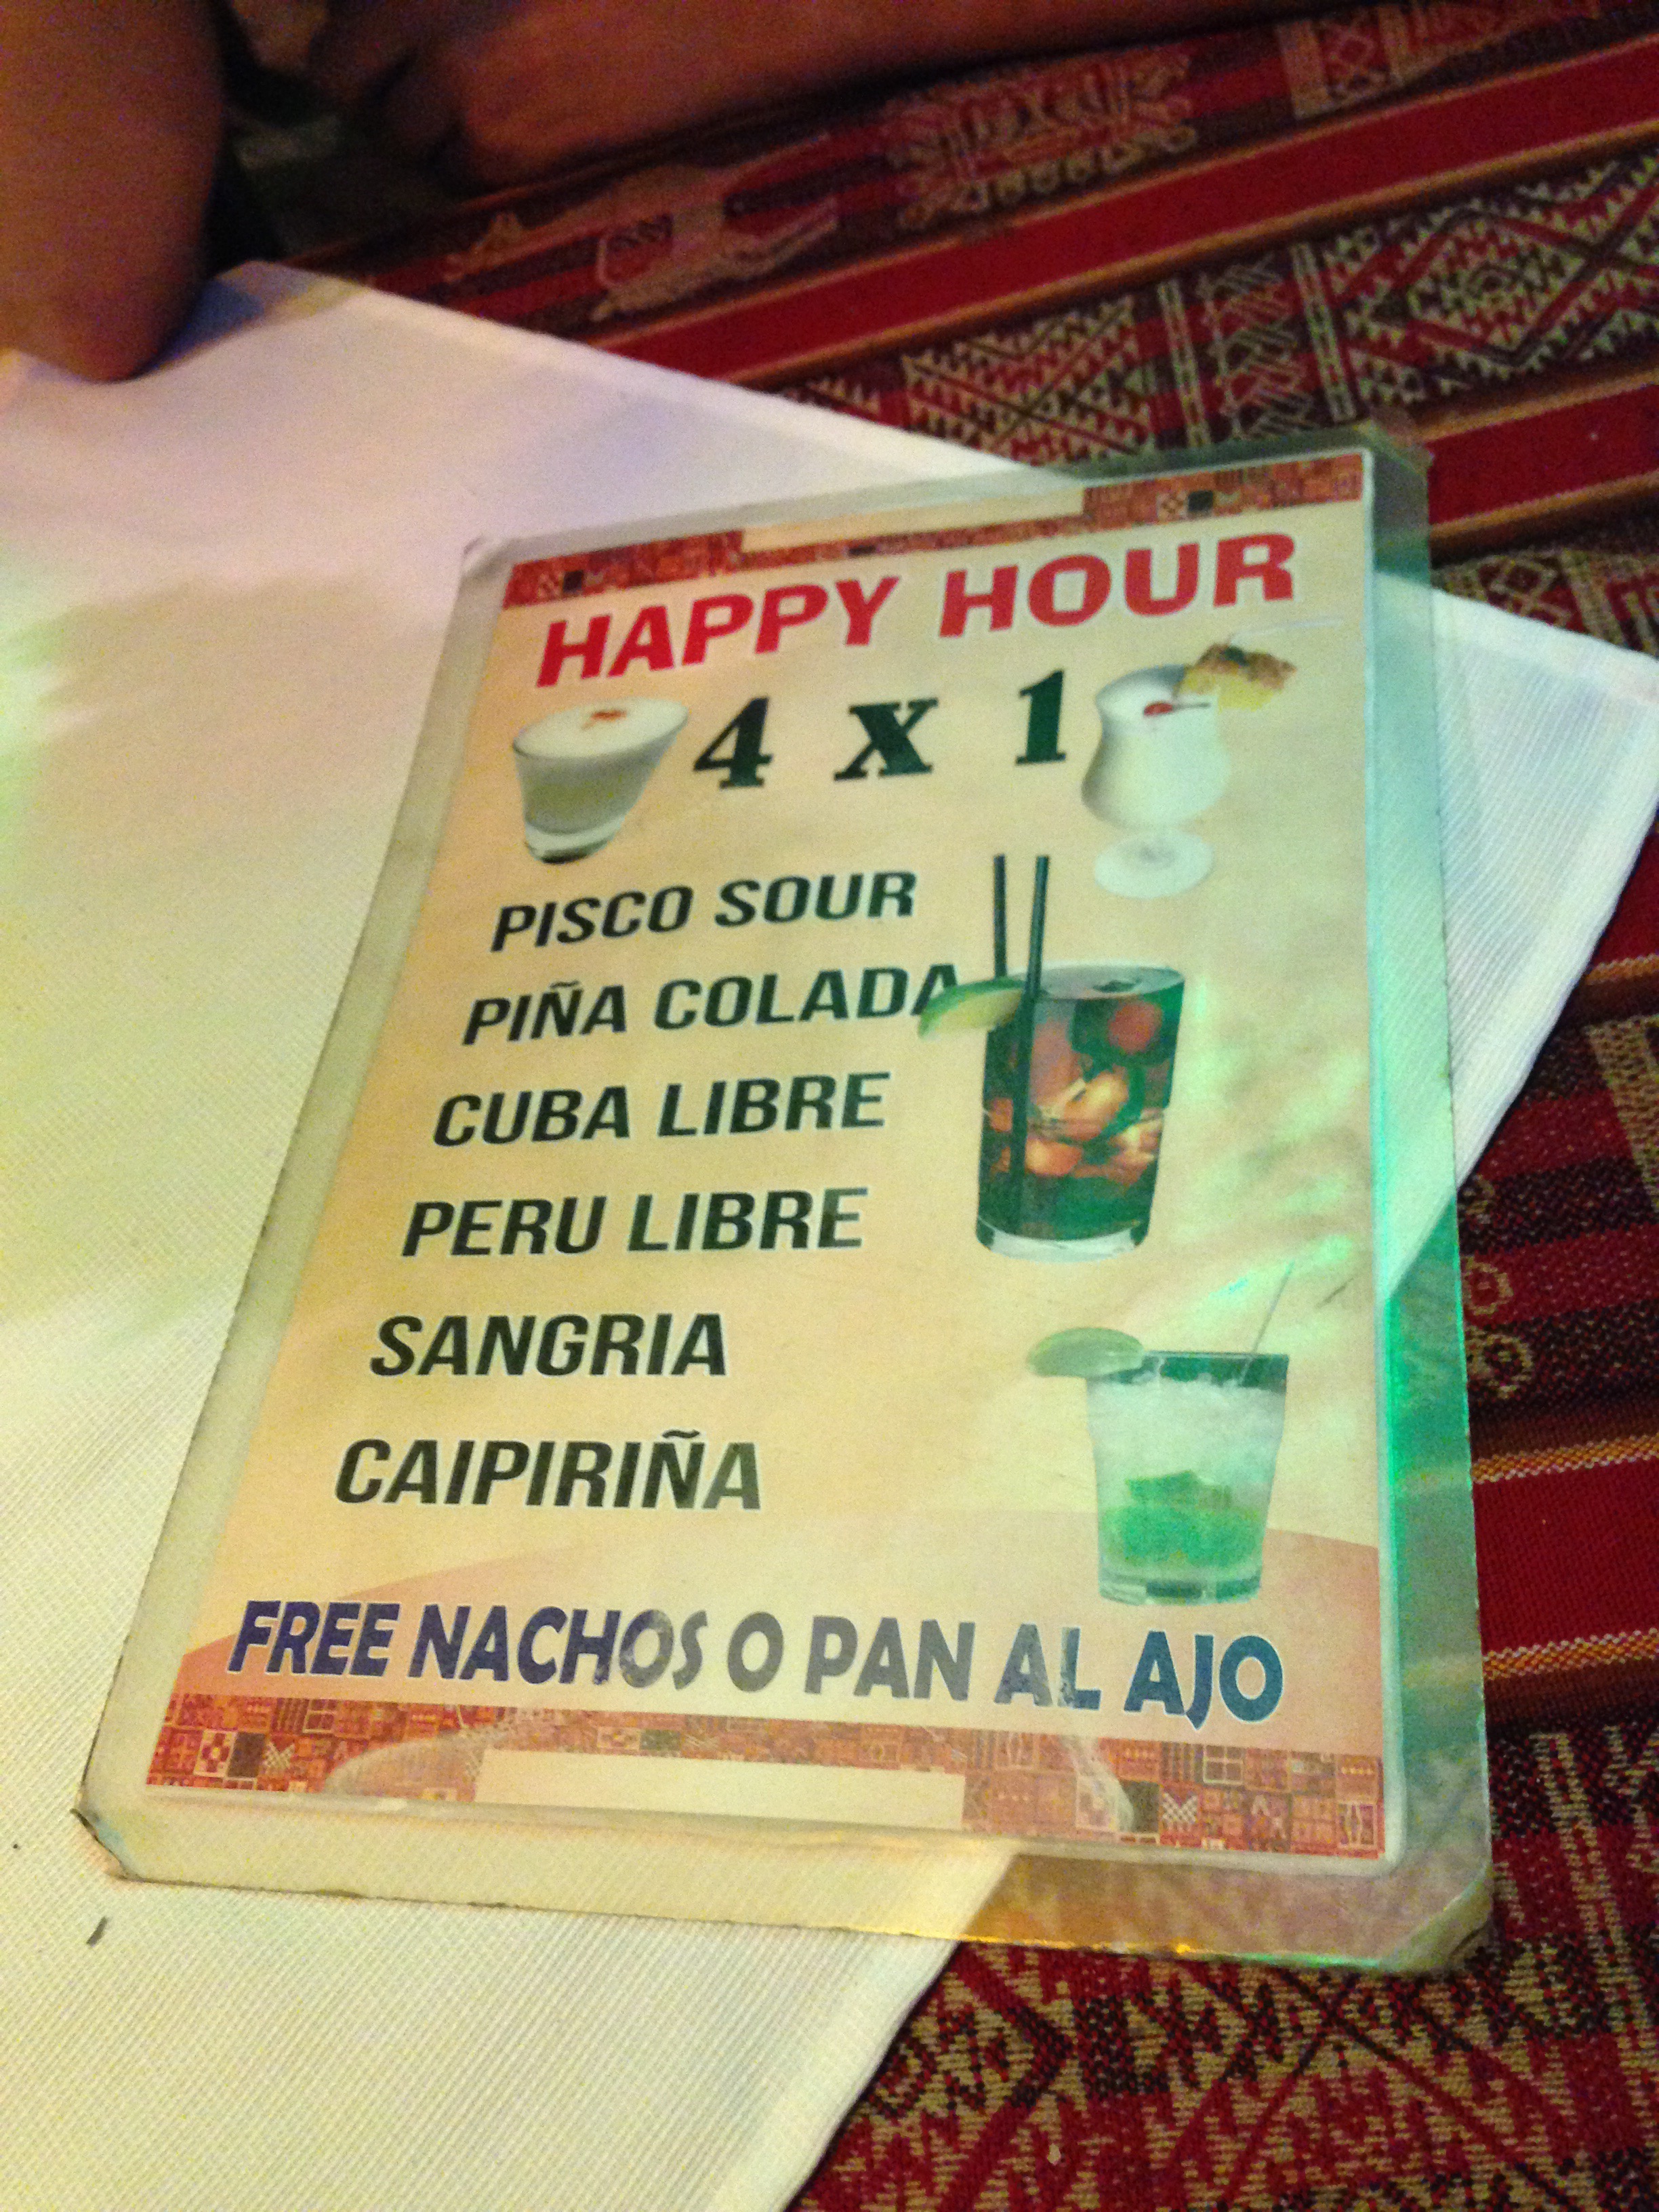 HAPPY HOUR
4 x 1
PISCO SOUR
PIÑA COLADA
CUBA LIBRE
PERU LIBRE
SANGRIA
CAIPIRIÑA
FREE NACHOS O PAN AL AJO